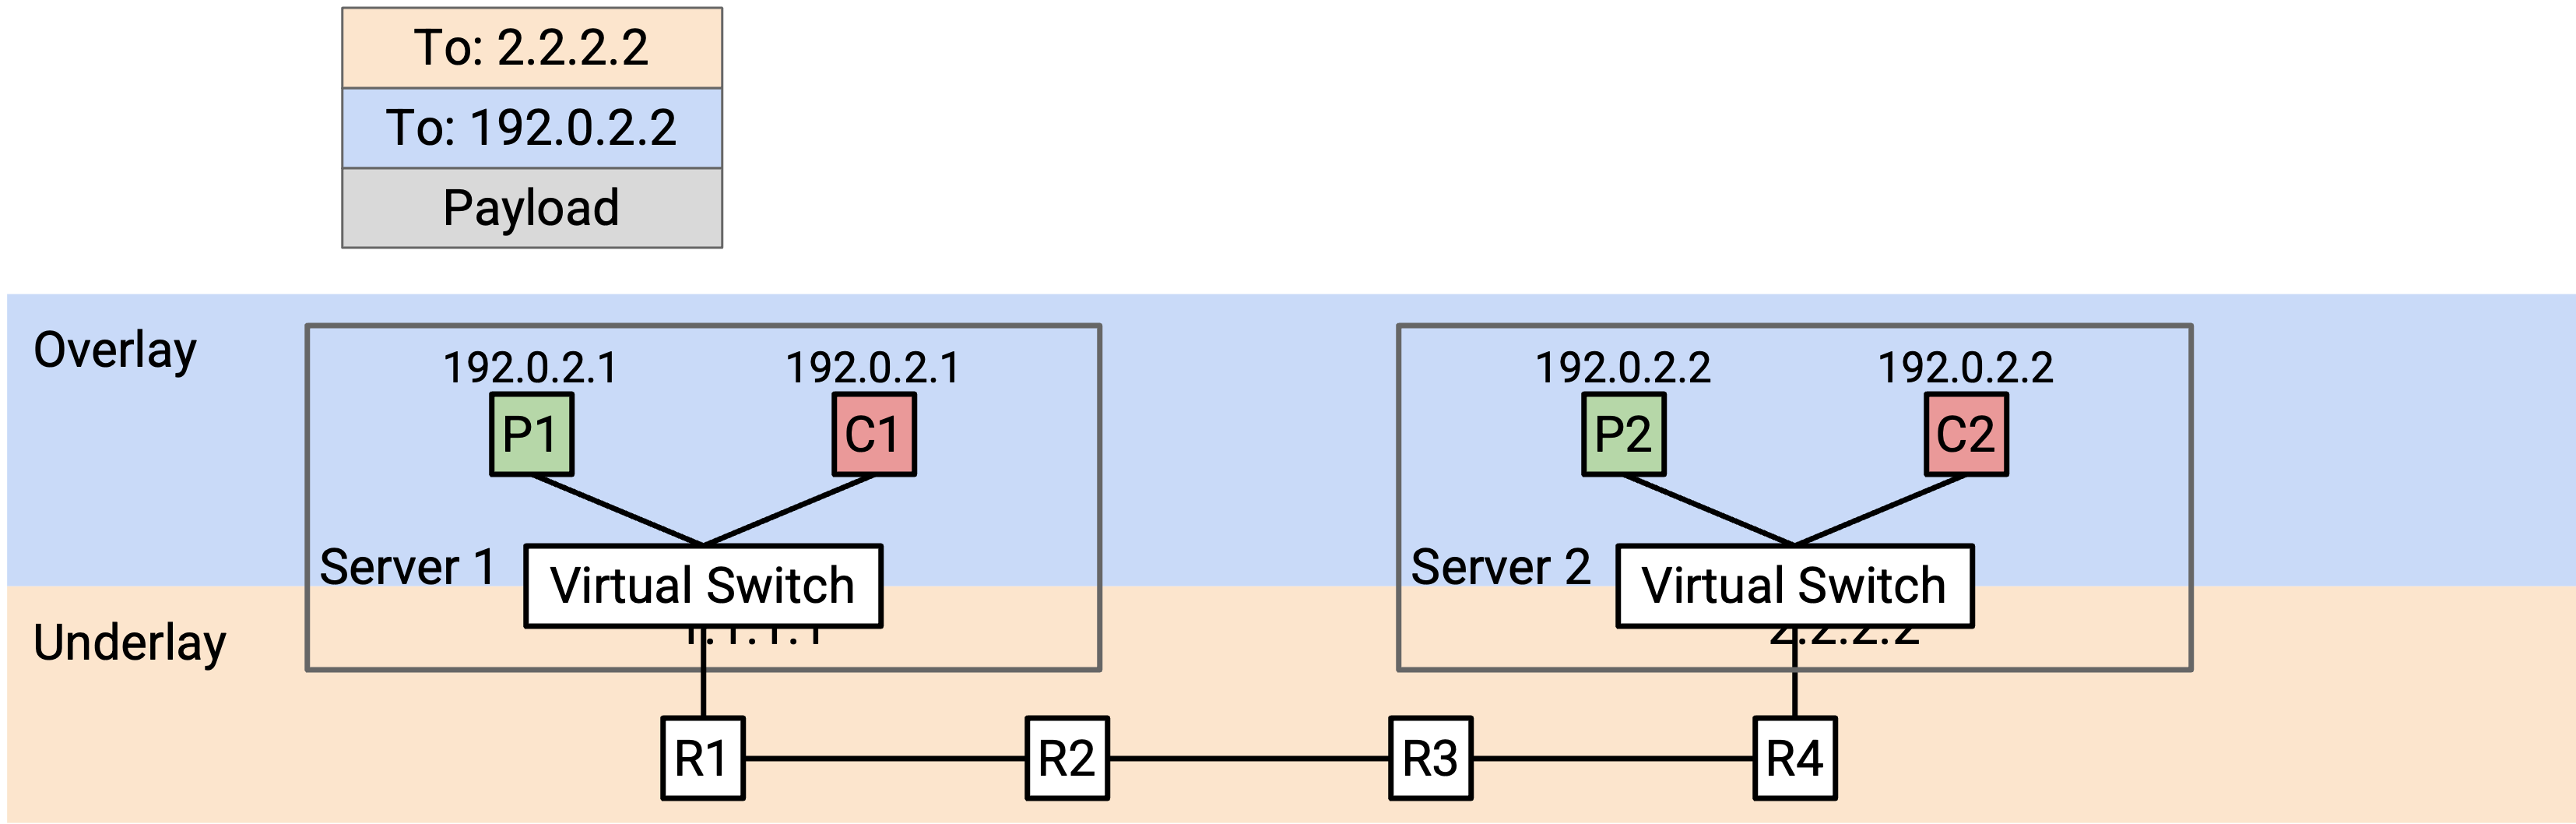 To: 2.2.2.2
To: 192.0.2.2
Payload
Overlay
192.0.2.1
192.0.2.1
192.0.2.2
192.0.2.2
P1
C1
P2
C2
Server 1
Virtual Switch
Server 2
Virtual Switch
Underlay
1.1.1.1
2.2.2.2
R1
R2
R3
R4